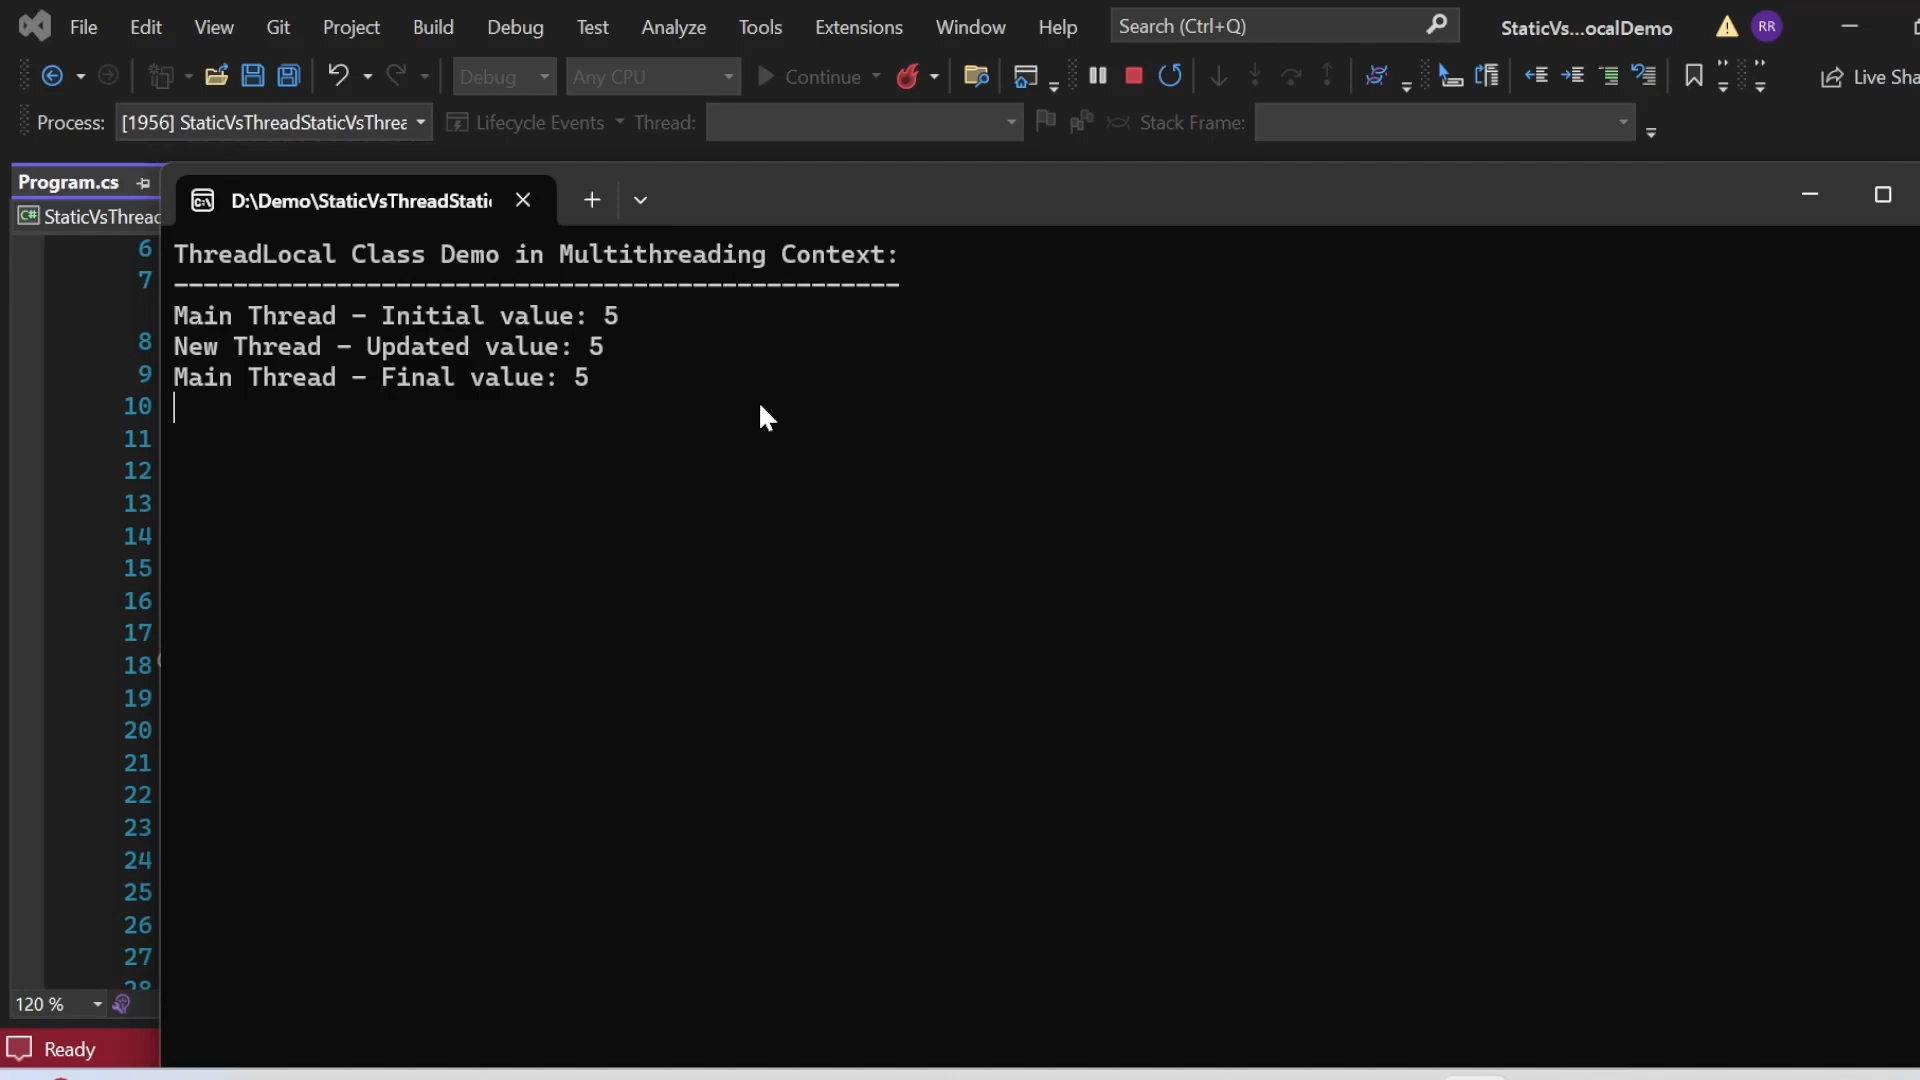 File Edit View Git Project Build Debug Test Analyze Tools Extensions Window Help Search (Ctrl+Q) StaticVs...ocalDemo RR
Debug Any CPU Continue Live Sha
Process: [1956] StaticVsThreadStaticVsThrea Lifecycle Events Thread: Stack Frame:
Program.cs
D:\Demo\StaticVsThreadStati
StaticVsThread
ThreadLocal Class Demo in Multithreading Context:
-------------------------------------------------
Main Thread - Initial value: 5
New Thread - Updated value: 5
Main Thread - Final value: 5
6
7
8
9
10
11
12
13
14
15
16
17
18
19
20
21
22
23
24
25
26
27
28
120 %
Ready